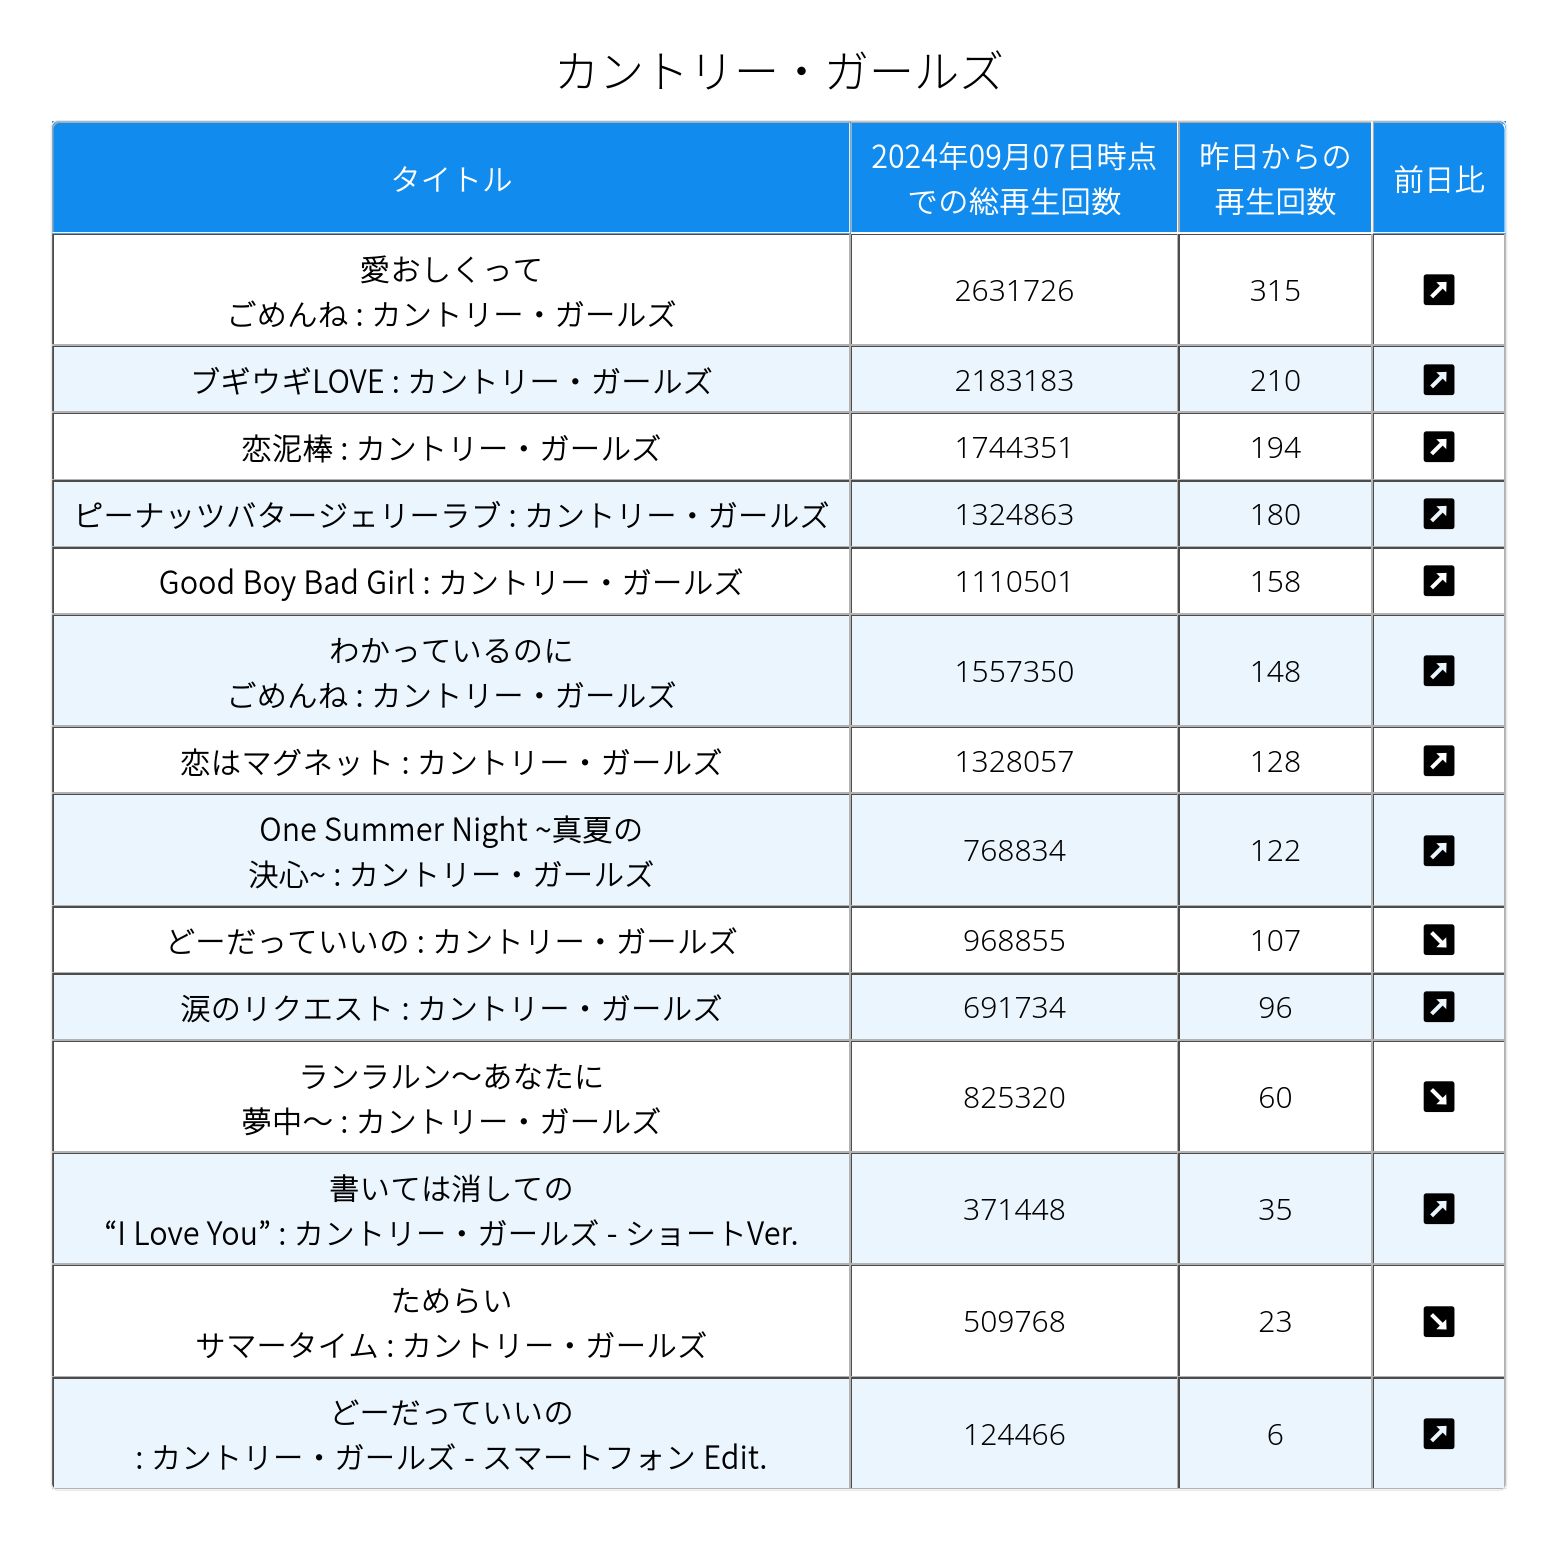 カントリー・ガールズ
タイトル
2024年09月07日時点
での総再生回数
昨日からの
再生回数
前日比
愛おしくって
ごめんね : カントリー・ガールズ
2631726
315
ブギウギLOVE : カントリー・ガールズ
2183183
210
恋泥棒 : カントリー・ガールズ
1744351
194
ピーナッツバタージェリーラブ : カントリー・ガールズ
1324863
180
Good Boy Bad Girl : カントリー・ガールズ
1110501
158
わかっているのに
ごめんね : カントリー・ガールズ
1557350
148
恋はマグネット : カントリー・ガールズ
1328057
128
One Summer Night ~真夏の
決心~ : カントリー・ガールズ
768834
122
どーだっていいの : カントリー・ガールズ
968855
107
涙のリクエスト : カントリー・ガールズ
691734
96
ランラルン～あなたに
夢中～ : カントリー・ガールズ
825320
60
書いては消しての
“I Love You” : カントリー・ガールズ - ショートVer.
371448
35
ためらい
サマータイム : カントリー・ガールズ
509768
23
どーだっていいの
: カントリー・ガールズ - スマートフォン Edit.
124466
6